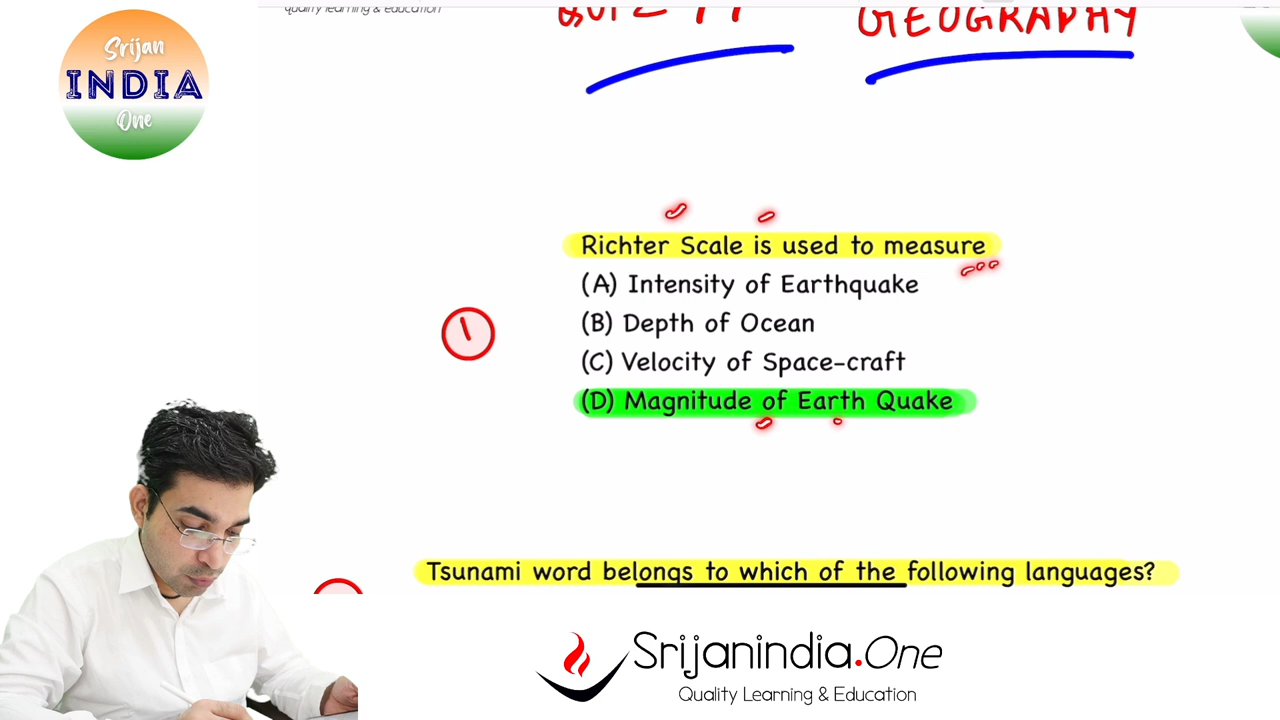 quality learning & education
QUIZ
GEOGRAPHY
Srijan
INDIA
One
Richter Scale is used to measure
(A) Intensity of Earthquake
(B) Depth of Ocean
(C) Velocity of Space-craft
(D) Magnitude of Earth Quake
1
Tsunami word belongs to which of the following languages?
Srijanindia.One
Quality Learning & Education